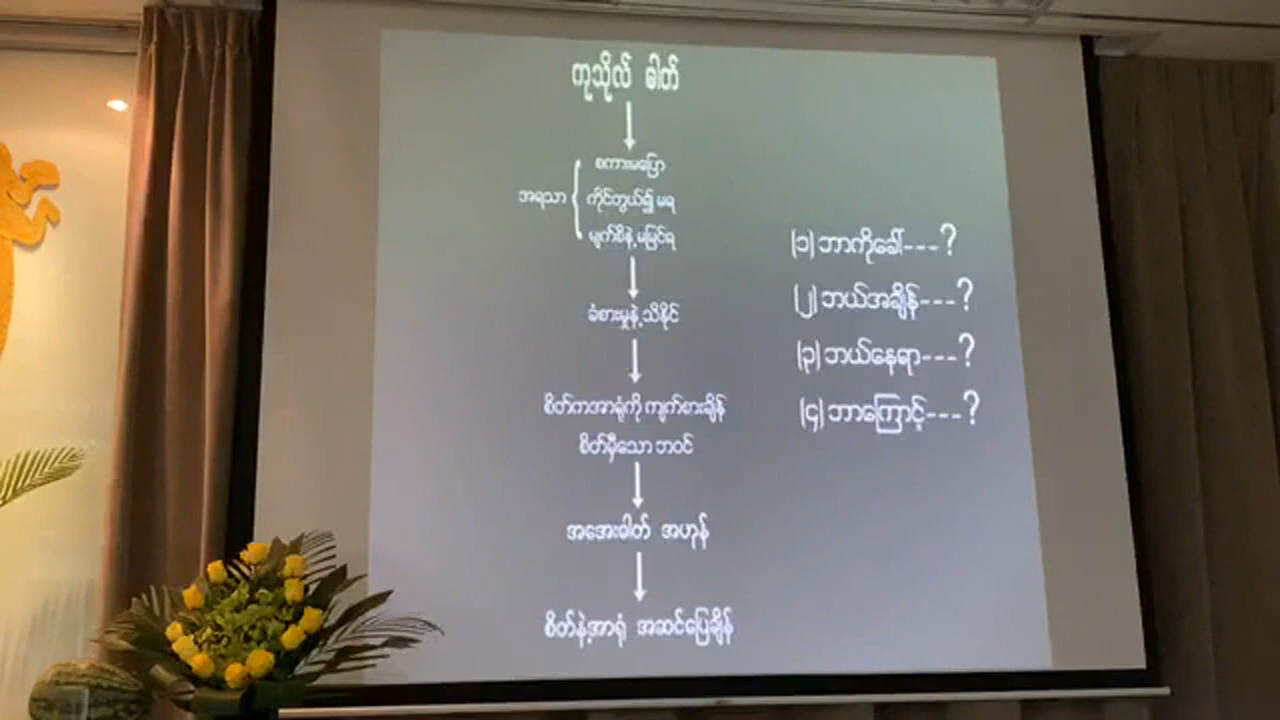 ကုသိုလ် ဓါတ်
စကားမပြော
အရသာ
ကိုင်တွယ်၍ မရ
မျက်စိနဲ့ မမြင်ရ
ခံစားမှုနဲ့ သိနိုင်
စိတ်ကအာရုံကို ကျက်စားချိန်
စိတ်မှီသော ဘဝင်
အအေးဓါတ် အဟုန်
စိတ်နဲ့အာရုံ အဆင်ပြေချိန်
(၁) ဘာကိုခေါ်---?
(၂) ဘယ်အချိန်---?
(၃) ဘယ်နေရာ---?
(၄) ဘာကြောင့်---?